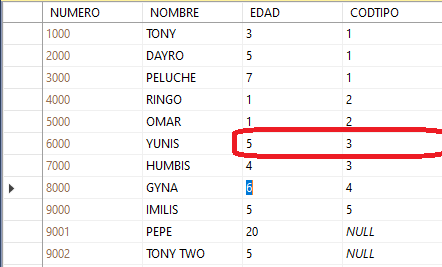 NUMERO NOMBRE EDAD CODTIPO
1000 TONY 3 1
2000 DAYRO 5 1
3000 PELUCHE 7 1
4000 RINGO 1 2
5000 OMAR 1 2
6000 YUNIS 5 3
7000 HUMBIS 4 3
8000 GYNA 6 4
9000 IMILIS 5 5
9001 PEPE 20 NULL
9002 TONY TWO 5 NULL